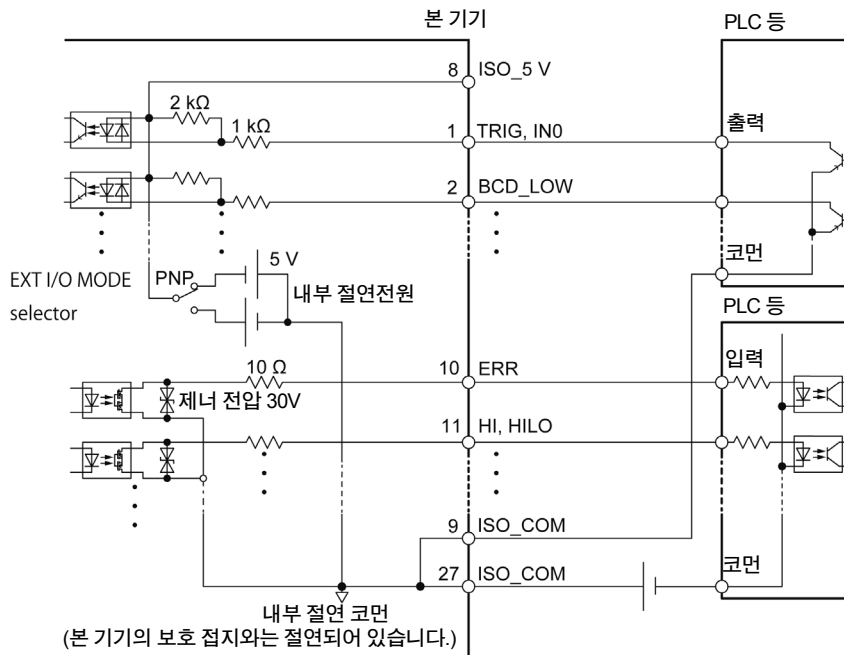 본 기기
PLC 등
8 ISO_5 V
2 kΩ
1 kΩ
1 TRIG, IN0
출력
2 BCD_LOW
코먼
EXT I/O MODE
selector
PNP
5 V
내부 절연전원
PLC 등
10 Ω
10 ERR
입력
제너 전압 30V
11 HI, HILO
9 ISO_COM
27 ISO_COM
코먼
내부 절연 코먼
(본 기기의 보호 접지와는 절연되어 있습니다.)